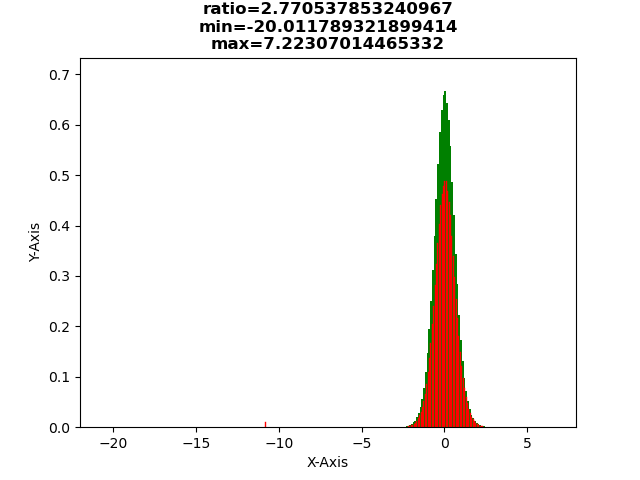 ratio=2.770537853240967
min=-20.011789321899414
max=7.22307014465332
0.7
0.6
0.5
0.4
0.3
0.2
0.1
0.0
Y-Axis
−20
−15
−10
−5
0
5
X-Axis